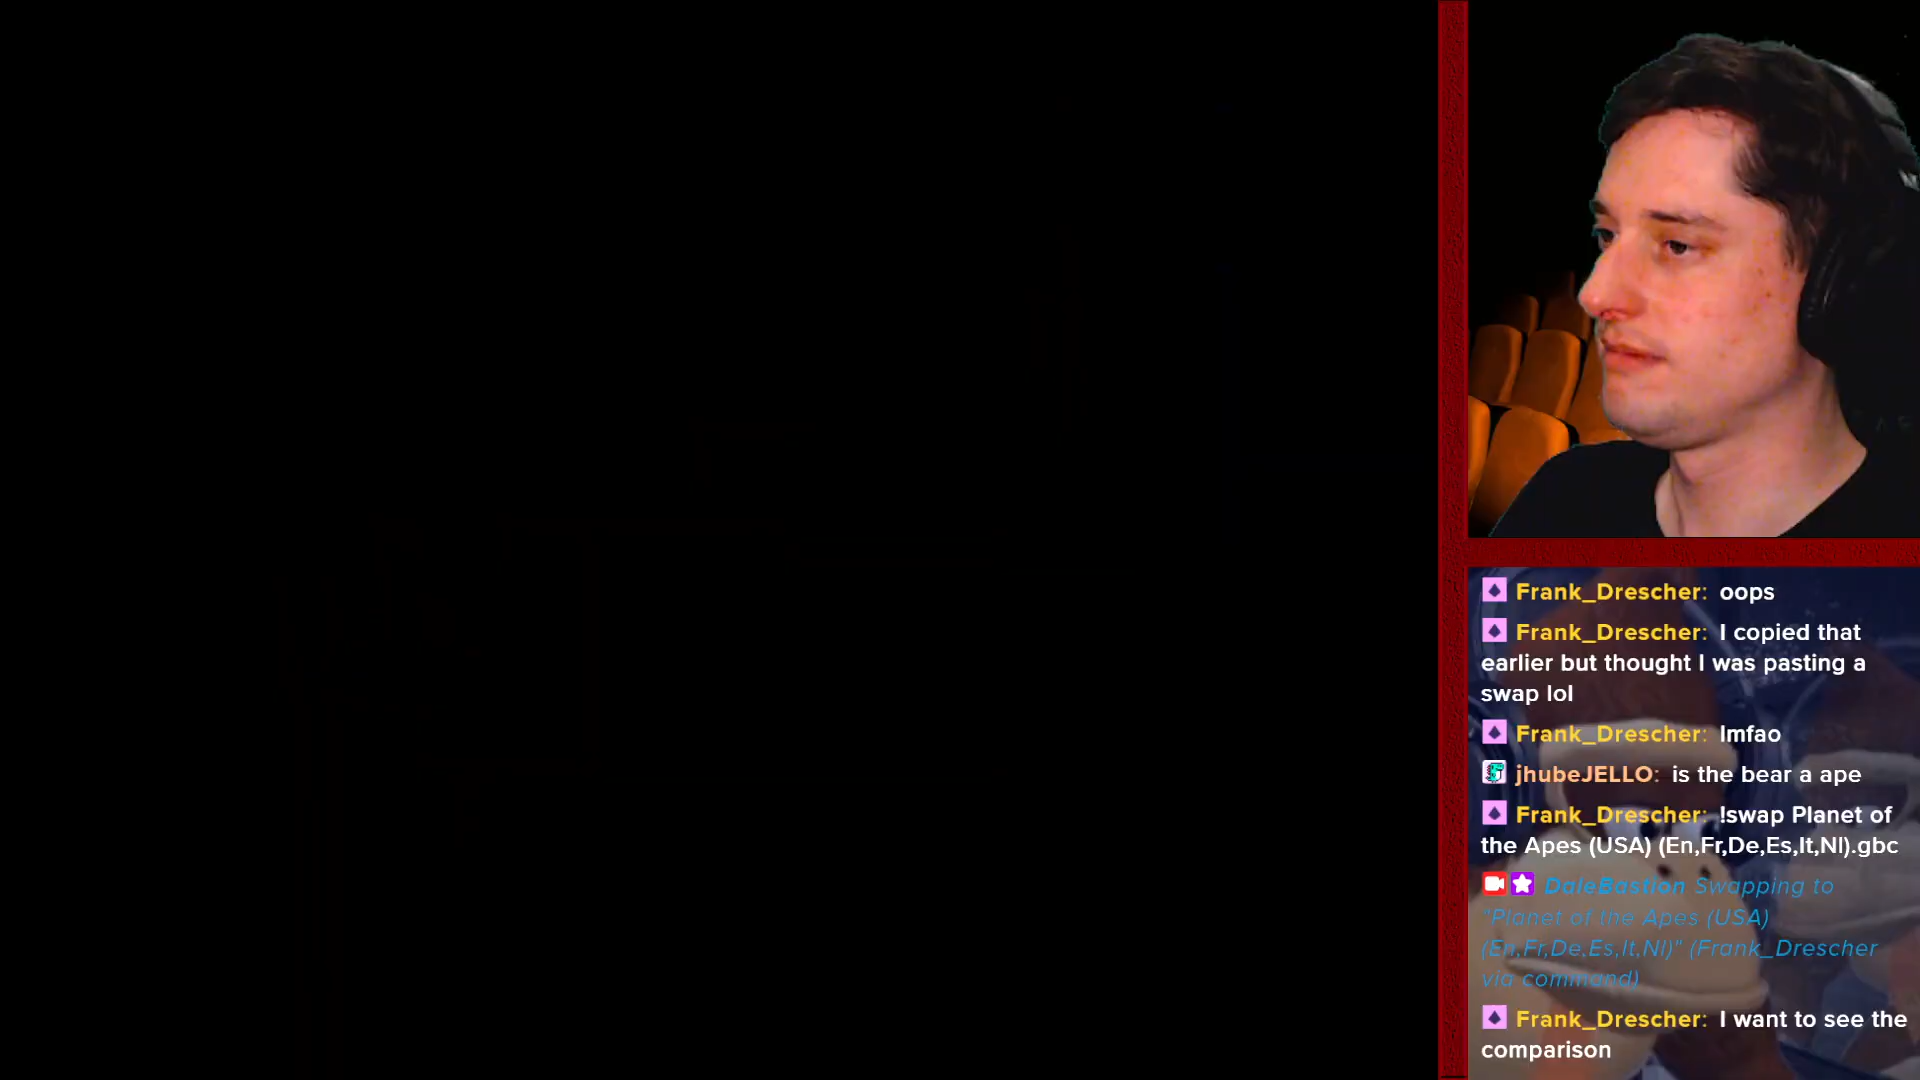 Frank_Drescher: oops
Frank_Drescher: I copied that
earlier but thought I was pasting a
swap lol
Frank_Drescher: lmfao
jhubeJELLO: is the bear a ape
Frank_Drescher: !swap Planet of
the Apes (USA) (En,Fr,De,Es,It,Nl).gbc
DaleBastion Swapping to
"Planet of the Apes (USA)
(En,Fr,De,Es,It,Nl)" (Frank_Drescher
via command)
Frank_Drescher: I want to see the
comparison